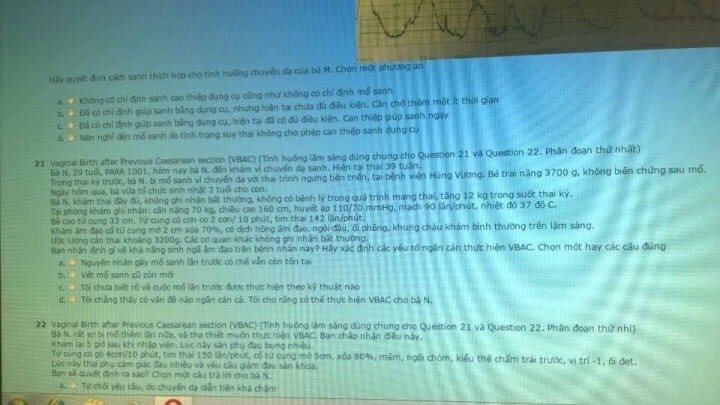 Hãy quyết định cách sanh thích hợp cho tình huống chuyển dạ của bà M. Chọn một phương án
a. Không có chỉ định sanh can thiệp dụng cụ cũng như không có chỉ định mổ sanh
b. Đã có chỉ định giúp sanh bằng dụng cụ, nhưng hiện tại chưa đủ điều kiện. Cần chờ thêm một ít thời gian
c. Đã có chỉ định giúp sanh bằng dụng cụ, hiện tại đã có đủ điều kiện. Can thiệp giúp sanh ngay
d. Nên nghĩ đến mổ sanh do tình trạng suy thai không cho phép can thiệp sanh dụng cụ
21 Vaginal Birth after Previous Caesarean section (VBAC) (Tình huống lâm sàng dùng chung cho Question 21 và Question 22. Phân đoạn thứ nhất)
Bà N. 29 tuổi, PARA 1001, hôm nay bà N. đến khám vì chuyển dạ sanh. Hiện tại thai 39 tuần.
Trong thai kỳ trước, bà N. bị mổ sanh vì chuyển dạ với thai trình ngưng tiến triển, tại bệnh viện Hùng Vương. Bé trai nặng 3700 g, không biến chứng sau mổ.
Ngày hôm qua, bà vừa tổ chức sinh nhật 2 tuổi cho con.
Bà N. khám thai đầy đủ, không ghi nhận bất thường, không có bệnh lý trong quá trình mang thai, tăng 12 kg trong suốt thai kỳ.
Tại phòng khám ghi nhận: cân nặng 70 kg, chiều cao 160 cm, huyết áp 110/70 mmHg, mạch 90 lần/phút, nhiệt độ 37 độ C.
Bề cao tử cung 33 cm. Tử cung có cơn co 2 cơn/ 10 phút, tim thai 142 lần/phút.
Khám âm đạo cổ tử cung mở 2 cm xóa 70%, có dịch hồng âm đạo, ngôi đầu, ối phồng, khung chậu khám bình thường trên lâm sàng.
Ước lượng cân thai khoảng 3200g. Các cơ quan khác không ghi nhận bất thường.
Bạn nhận định gì về khả năng sinh ngã âm đạo trên bệnh nhân này? Hãy xác định các yếu tố ngăn cản thực hiện VBAC. Chọn một hay các câu đúng
a. Nguyên nhân gây mổ sanh lần trước có thể vẫn còn tồn tại
b. Vết mổ sanh cũ còn mới
c. Tôi chưa biết rõ về cuộc mổ lần trước được thực hiện theo kỹ thuật nào
d. Tôi chẳng thấy có vấn đề nào ngăn cản cả. Tôi cho rằng có thể thực hiện VBAC cho bà N.
22 Vaginal Birth after Previous Caesarean section (VBAC) (Tình huống lâm sàng dùng chung cho Question 21 và Question 22. Phân đoạn thứ nhì)
Bà N. rất sợ bị mổ thêm lần nữa, và tha thiết muốn thực hiện VBAC. Bạn chấp nhận điều này.
Khám lại 5 giờ sau khi nhập viện. Lúc này sản phụ đau bụng nhiều.
Tử cung co gò 4cơn/10 phút, tim thai 150 lần/phút, cổ tử cung mở 5cm, xóa 80%, mềm, ngôi chỏm, kiểu thế chẩm trái trước, vị trí -1, ối dẹt.
Lúc này thai phụ cảm giác đau nhiều và yêu cầu giảm đau sản khoa.
Bạn sẽ quyết định ra sao? Chọn một câu trả lời cho bà N.
a. Từ chối yêu cầu, do chuyển dạ diễn tiến khá chậm